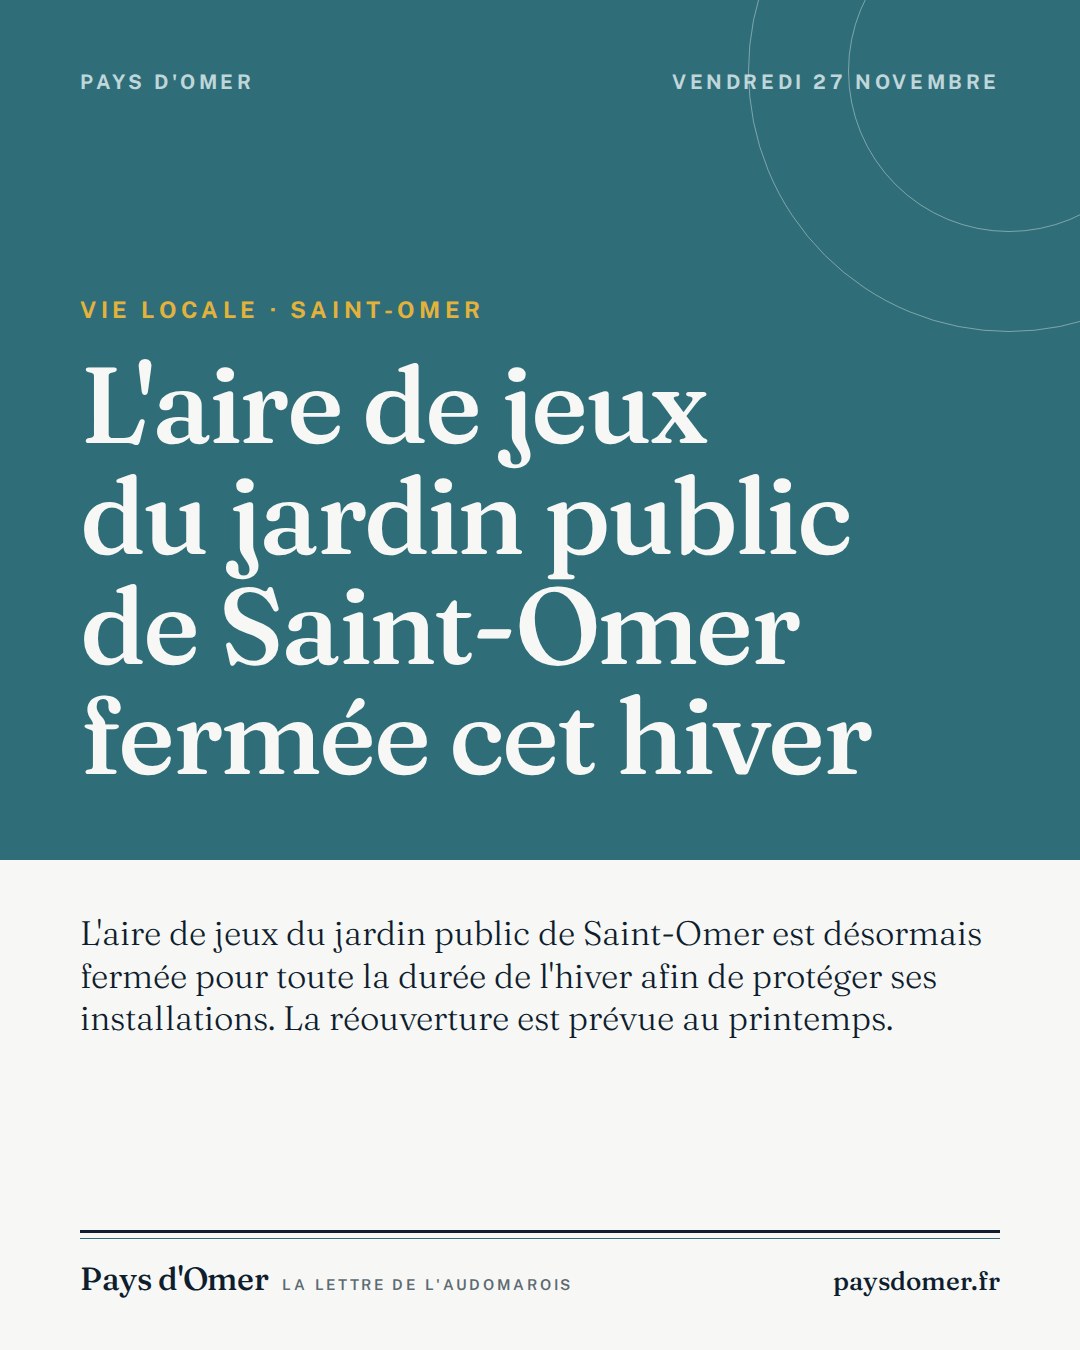 PAYS D'OMER
VENDREDI 27 NOVEMBRE
VIE LOCALE · SAINT-OMER
L'aire de jeux
du jardin public
de Saint-Omer
fermée cet hiver
L'aire de jeux du jardin public de Saint-Omer est désormais
fermée pour toute la durée de l'hiver afin de protéger ses
installations. La réouverture est prévue au printemps.
Pays d'Omer LA LETTRE DE L'AUDOMAROIS
paysdomer.fr